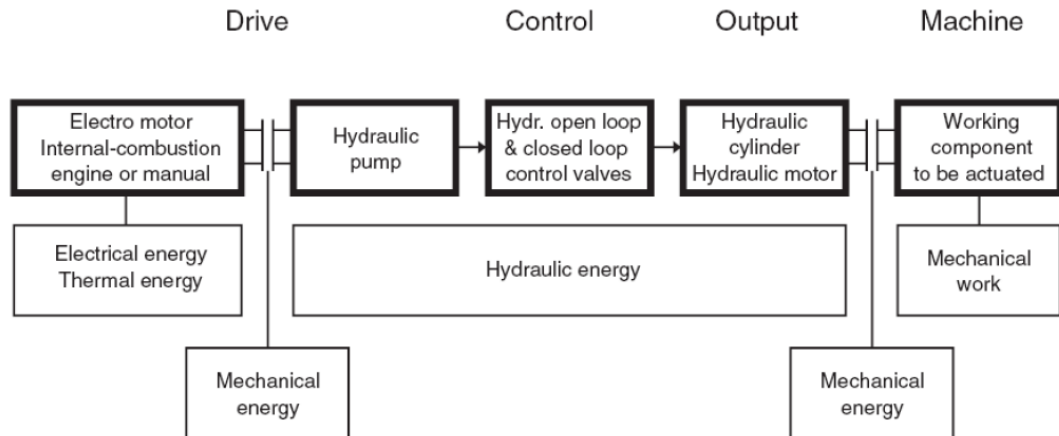 Drive
Control
Output
Machine
Electro motor
Internal-combustion
engine or manual
Hydraulic
pump
Hydr. open loop
& closed loop
control valves
Hydraulic
cylinder
Hydraulic motor
Working
component
to be actuated
Electrical energy
Thermal energy
Hydraulic energy
Mechanical
work
Mechanical
energy
Mechanical
energy